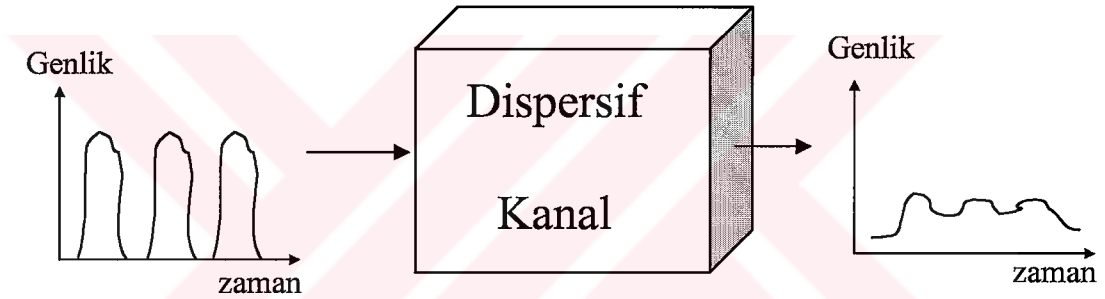 Genlik
zaman
Dispersif
Kanal
Genlik
zaman